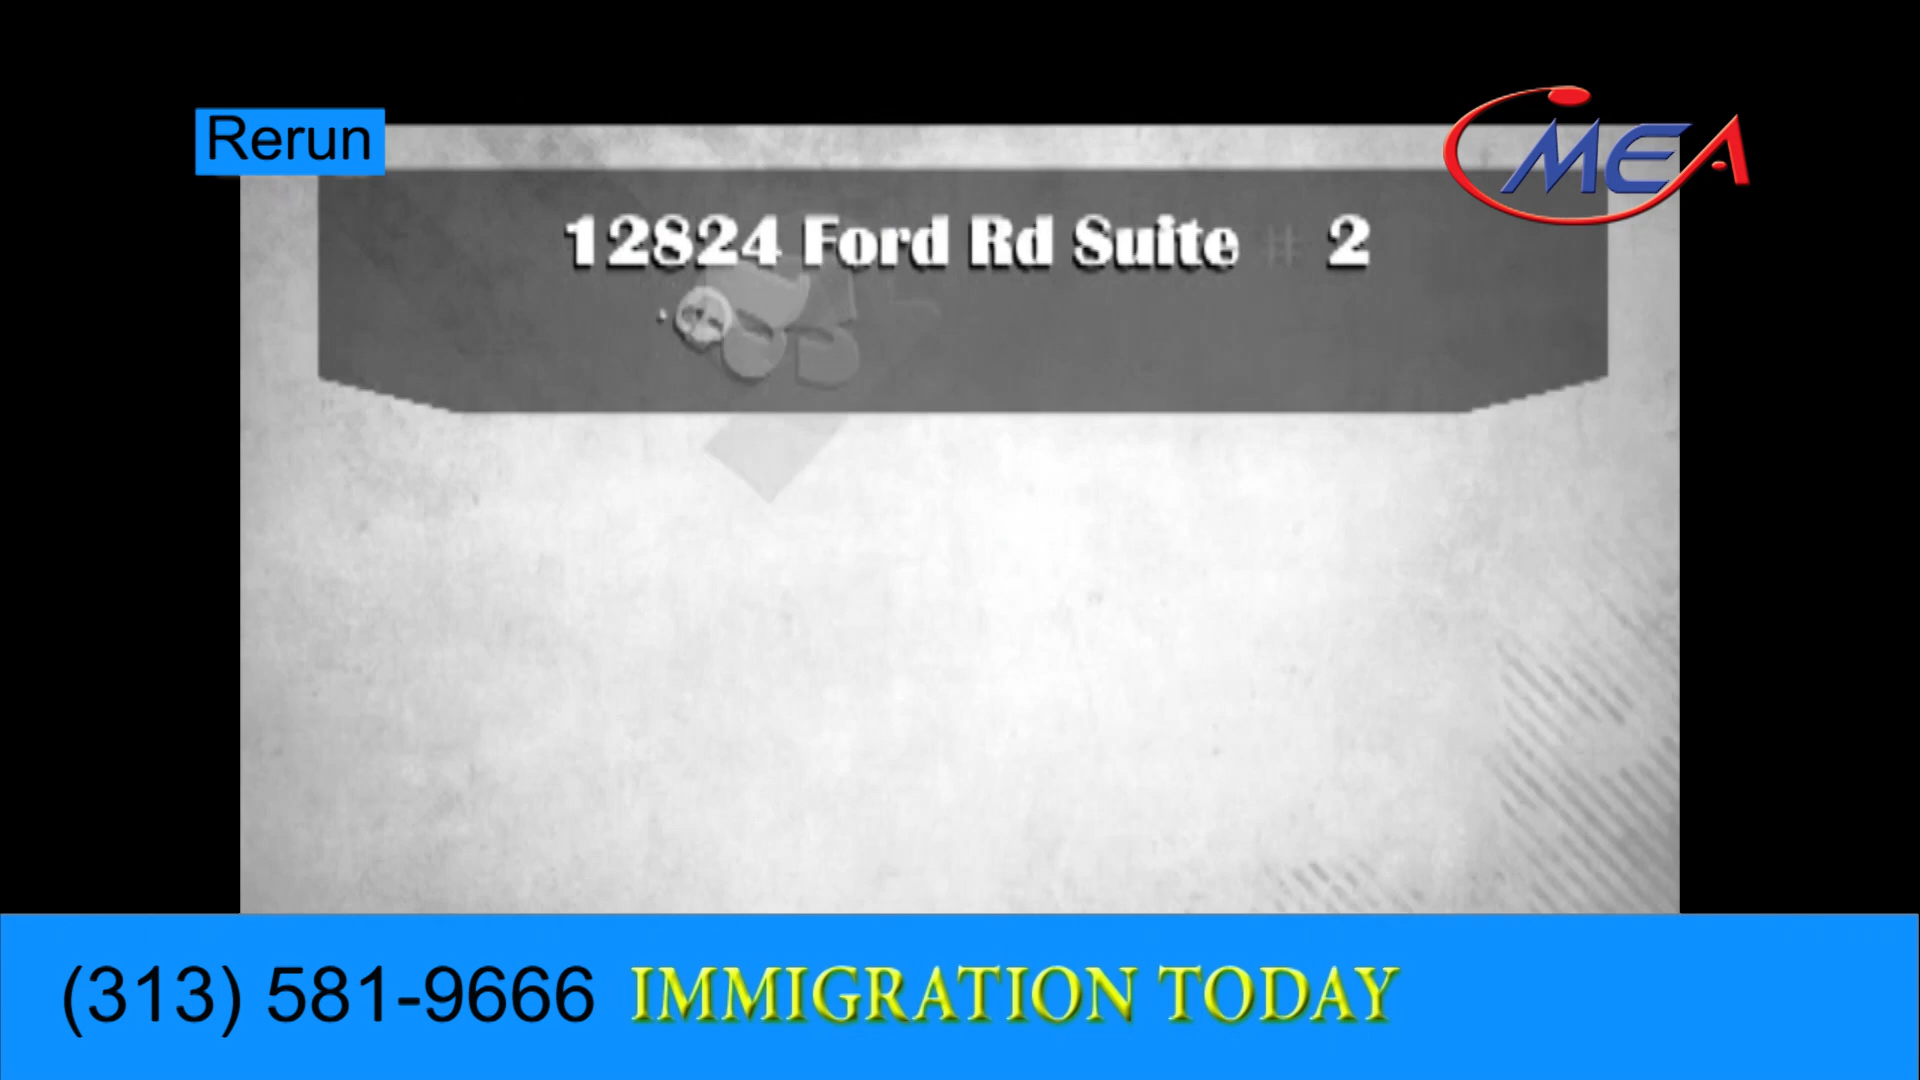 Rerun
MEA
12824 Ford Rd Suite # 2
(313) 581-9666 IMMIGRATION TODAY